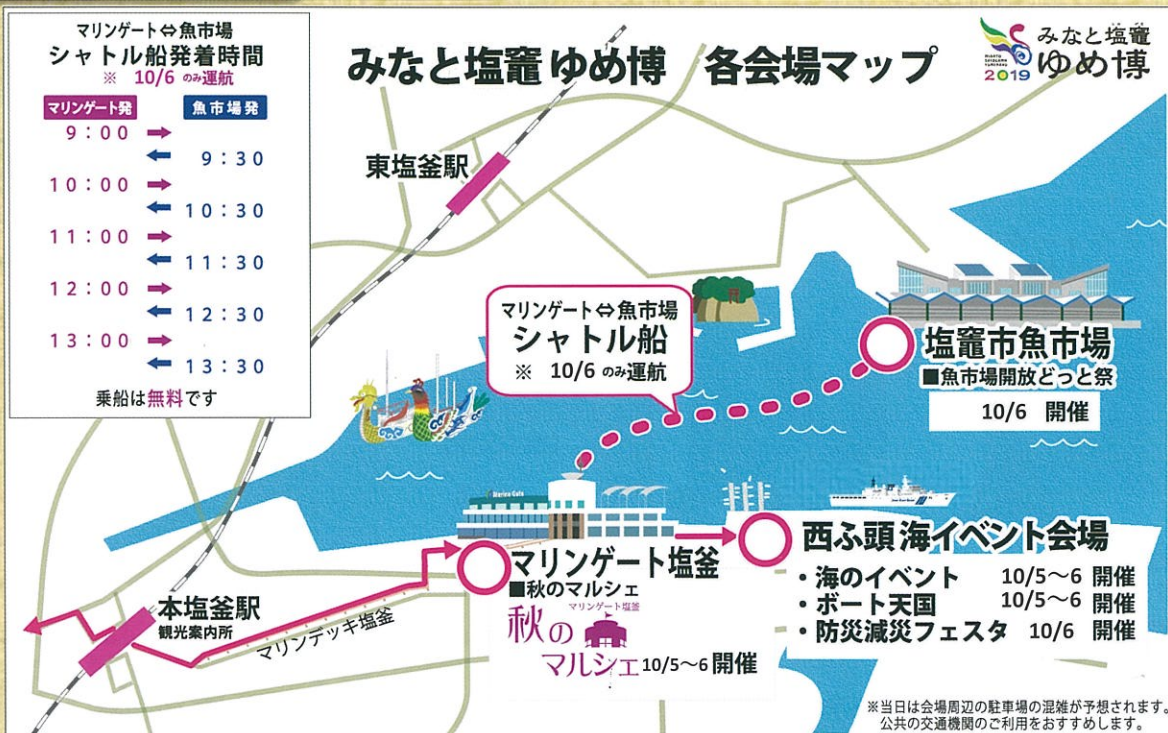 マリンゲート⇔魚市場
シャトル船発着時間
※ 10/6 のみ運航
マリンゲート発 魚市場発
9:00 →
← 9:30
10:00 →
← 10:30
11:00 →
← 11:30
12:00 →
← 12:30
13:00 →
← 13:30
乗船は無料です
みなと塩竈 ゆめ博 各会場マップ
みなと塩竈
ゆめ博
2019
東塩釜駅
マリンゲート⇔魚市場
シャトル船
※ 10/6 のみ運航
塩竈市魚市場
■魚市場開放どっと祭
10/6 開催
西ふ頭 海イベント会場
・海のイベント 10/5～6 開催
・ボート天国 10/5～6 開催
・防災減災フェスタ 10/6 開催
マリンゲート塩釜
■秋のマルシェ
マリンゲート塩釜
秋の
マルシェ 10/5～6 開催
本塩釜駅
観光案内所
マリンデッキ塩釜
※当日は会場周辺の駐車場の混雑が予想されます。
公共の交通機関のご利用をおすすめします。